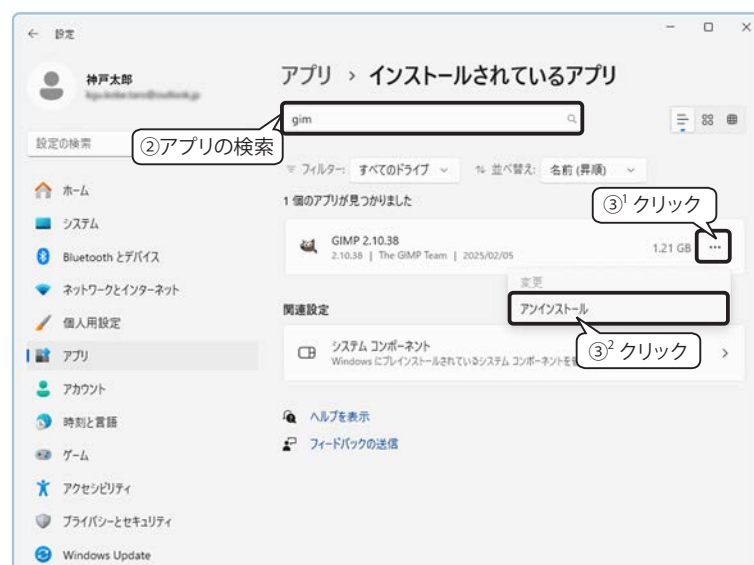 ← 設定
神戸太郎
アプリ › インストールされているアプリ
gim
設定の検索
②アプリの検索
フィルター: すべてのドライブ 並べ替え: 名前 (昇順)
ホーム
1 個のアプリが見つかりました
③¹ クリック
システム
GIMP 2.10.38
1.21 GB ···
2.10.38 | The GIMP Team | 2025/02/05
Bluetooth とデバイス
変更
ネットワークとインターネット
関連設定
アンインストール
個人用設定
③² クリック
システム コンポーネント
Windows にプレインストールされているシステム コンポーネントを
アプリ
アカウント
ヘルプを表示
時刻と言語
フィードバックの送信
ゲーム
アクセシビリティ
プライバシーとセキュリティ
Windows Update